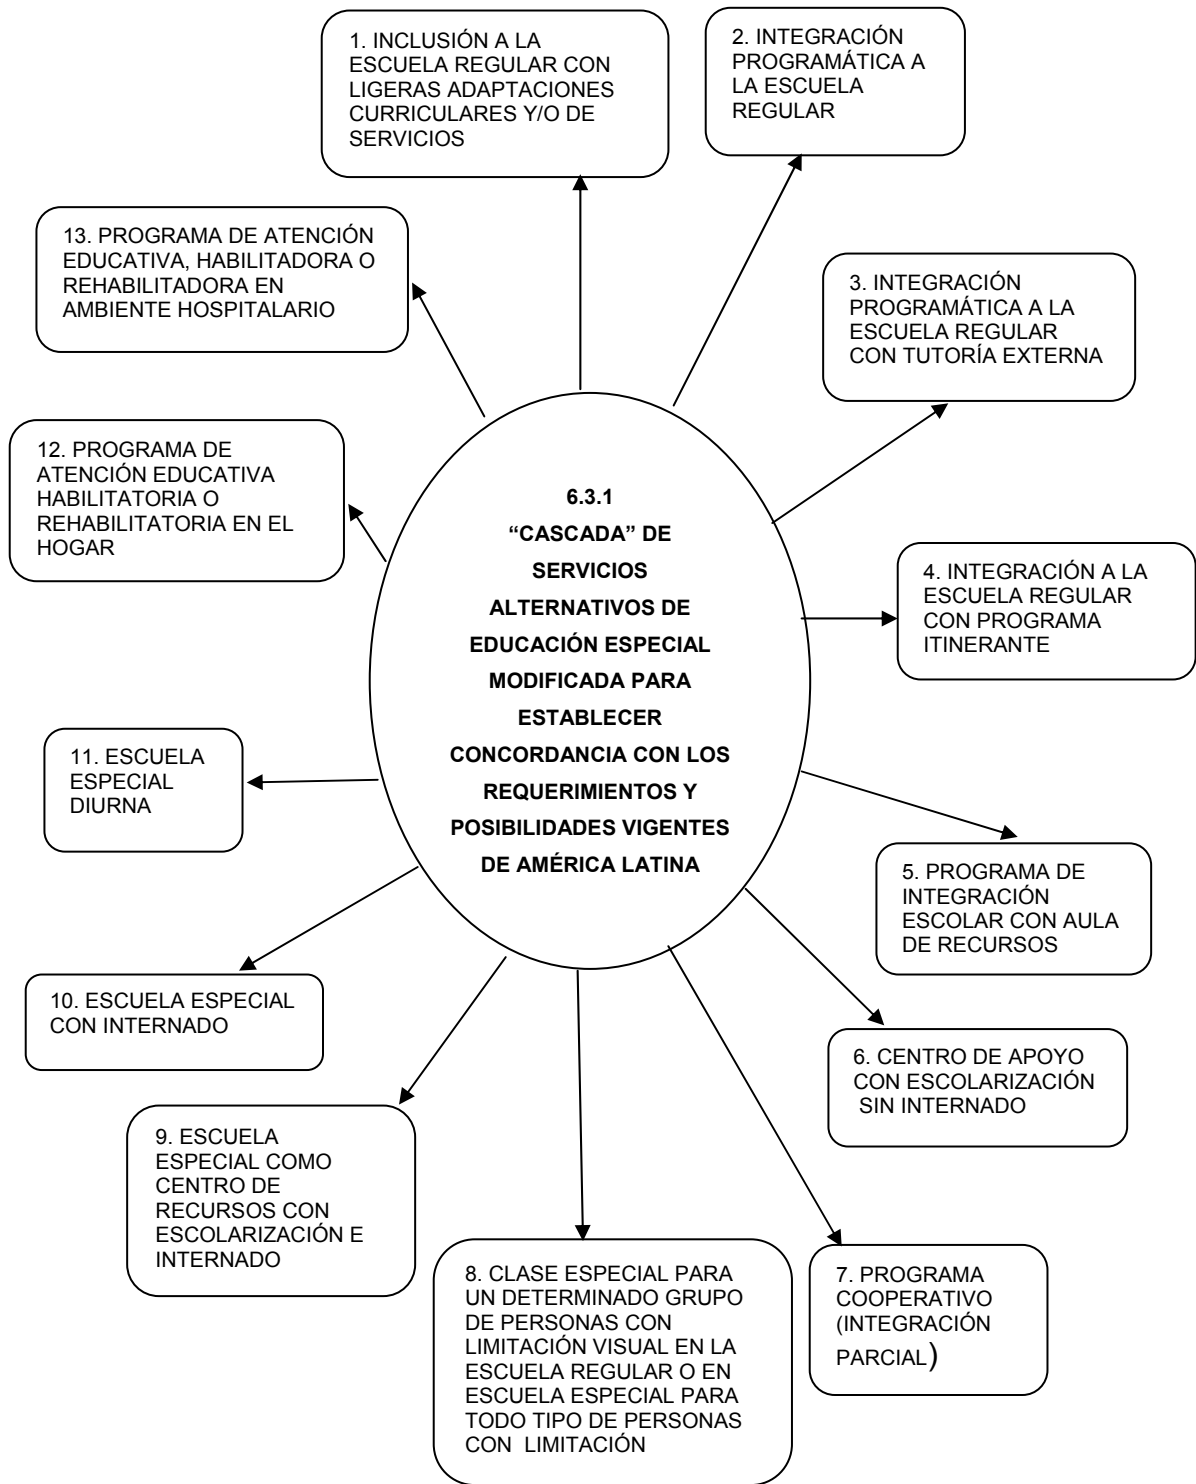 1. INCLUSIÓN A LA
ESCUELA REGULAR CON
LIGERAS ADAPTACIONES
CURRICULARES Y/O DE
SERVICIOS
2. INTEGRACIÓN
PROGRAMÁTICA A
LA ESCUELA
REGULAR
3. INTEGRACIÓN
PROGRAMÁTICA A LA
ESCUELA REGULAR
CON TUTORÍA EXTERNA
4. INTEGRACIÓN A LA
ESCUELA REGULAR
CON PROGRAMA
ITINERANTE
5. PROGRAMA DE
INTEGRACIÓN
ESCOLAR CON AULA
DE RECURSOS
6. CENTRO DE APOYO
CON ESCOLARIZACIÓN
SIN INTERNADO
7. PROGRAMA
COOPERATIVO
(INTEGRACIÓN
PARCIAL)
8. CLASE ESPECIAL PARA
UN DETERMINADO GRUPO
DE PERSONAS CON
LIMITACIÓN VISUAL EN LA
ESCUELA REGULAR O EN
ESCUELA ESPECIAL PARA
TODO TIPO DE PERSONAS
CON LIMITACIÓN
9. ESCUELA
ESPECIAL COMO
CENTRO DE
RECURSOS CON
ESCOLARIZACIÓN E
INTERNADO
10. ESCUELA ESPECIAL
CON INTERNADO
11. ESCUELA
ESPECIAL
DIURNA
12. PROGRAMA DE
ATENCIÓN EDUCATIVA
HABILITATORIA O
REHABILITATORIA EN EL
HOGAR
13. PROGRAMA DE ATENCIÓN
EDUCATIVA, HABILITADORA O
REHABILITADORA EN
AMBIENTE HOSPITALARIO
6.3.1
“CASCADA” DE
SERVICIOS
ALTERNATIVOS DE
EDUCACIÓN ESPECIAL
MODIFICADA PARA
ESTABLECER
CONCORDANCIA CON LOS
REQUERIMIENTOS Y
POSIBILIDADES VIGENTES
DE AMÉRICA LATINA